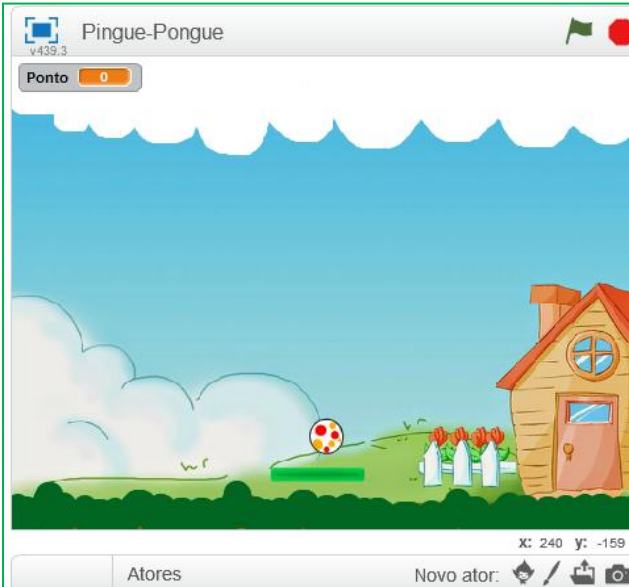 Pingue-Pongue
v439.3
Ponto 0
x: 240 y: -159
Atores Novo ator: